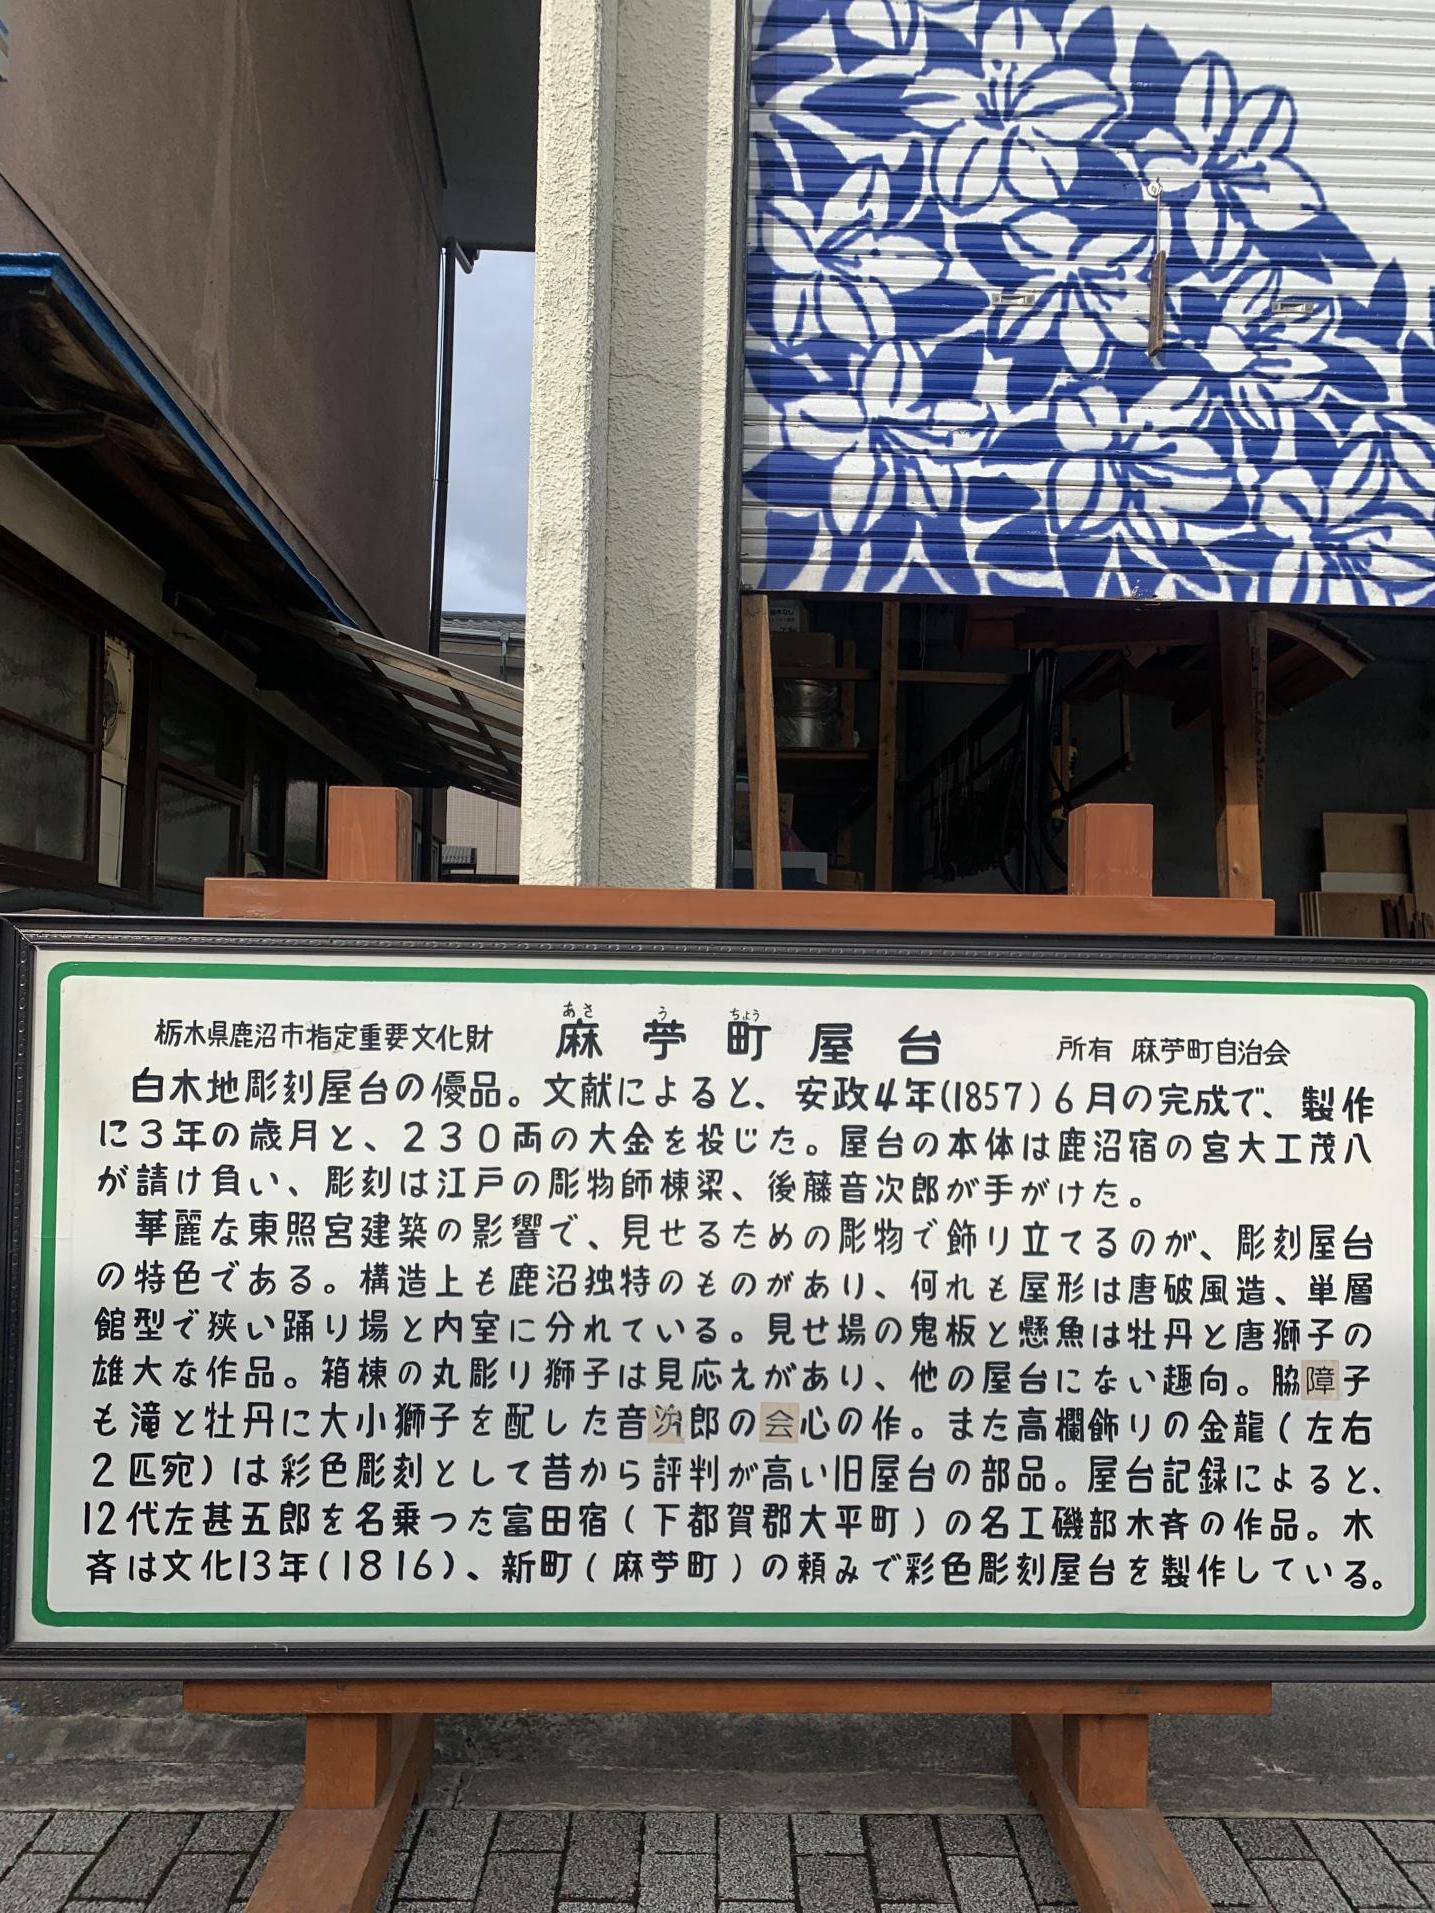 栃木県鹿沼市指定重要文化財 麻苧町屋台 所有 麻苧町自治会
あさ う ちょう
白木地彫刻屋台の優品。文献によると、安政4年(1857)6月の完成で、製作
に3年の歳月と、230両の大金を投じた。屋台の本体は鹿沼宿の宮大工茂八
が請け負い、彫刻は江戸の彫物師棟梁、後藤音次郎が手がけた。
華麗な東照宮建築の影響で、見せるための彫物で飾り立てるのが、彫刻屋台
の特色である。構造上も鹿沼独特のものがあり、何れも屋形は唐破風造、単層
館型で狭い踊り場と内室に分れている。見せ場の鬼板と懸魚は牡丹と唐獅子の
雄大な作品。箱棟の丸彫り獅子は見応えがあり、他の屋台にない趣向。脇障子
も滝と牡丹に大小獅子を配した音次郎の会心の作。また高欄飾りの金龍(左右
2匹宛)は彩色彫刻として昔から評判が高い旧屋台の部品。屋台記録によると、
12代左甚五郎を名乗った富田宿(下都賀郡大平町)の名工磯部杢斉の作品。杢
斉は文化13年(1816)、新町(麻苧町)の頼みで彩色彫刻屋台を製作している。